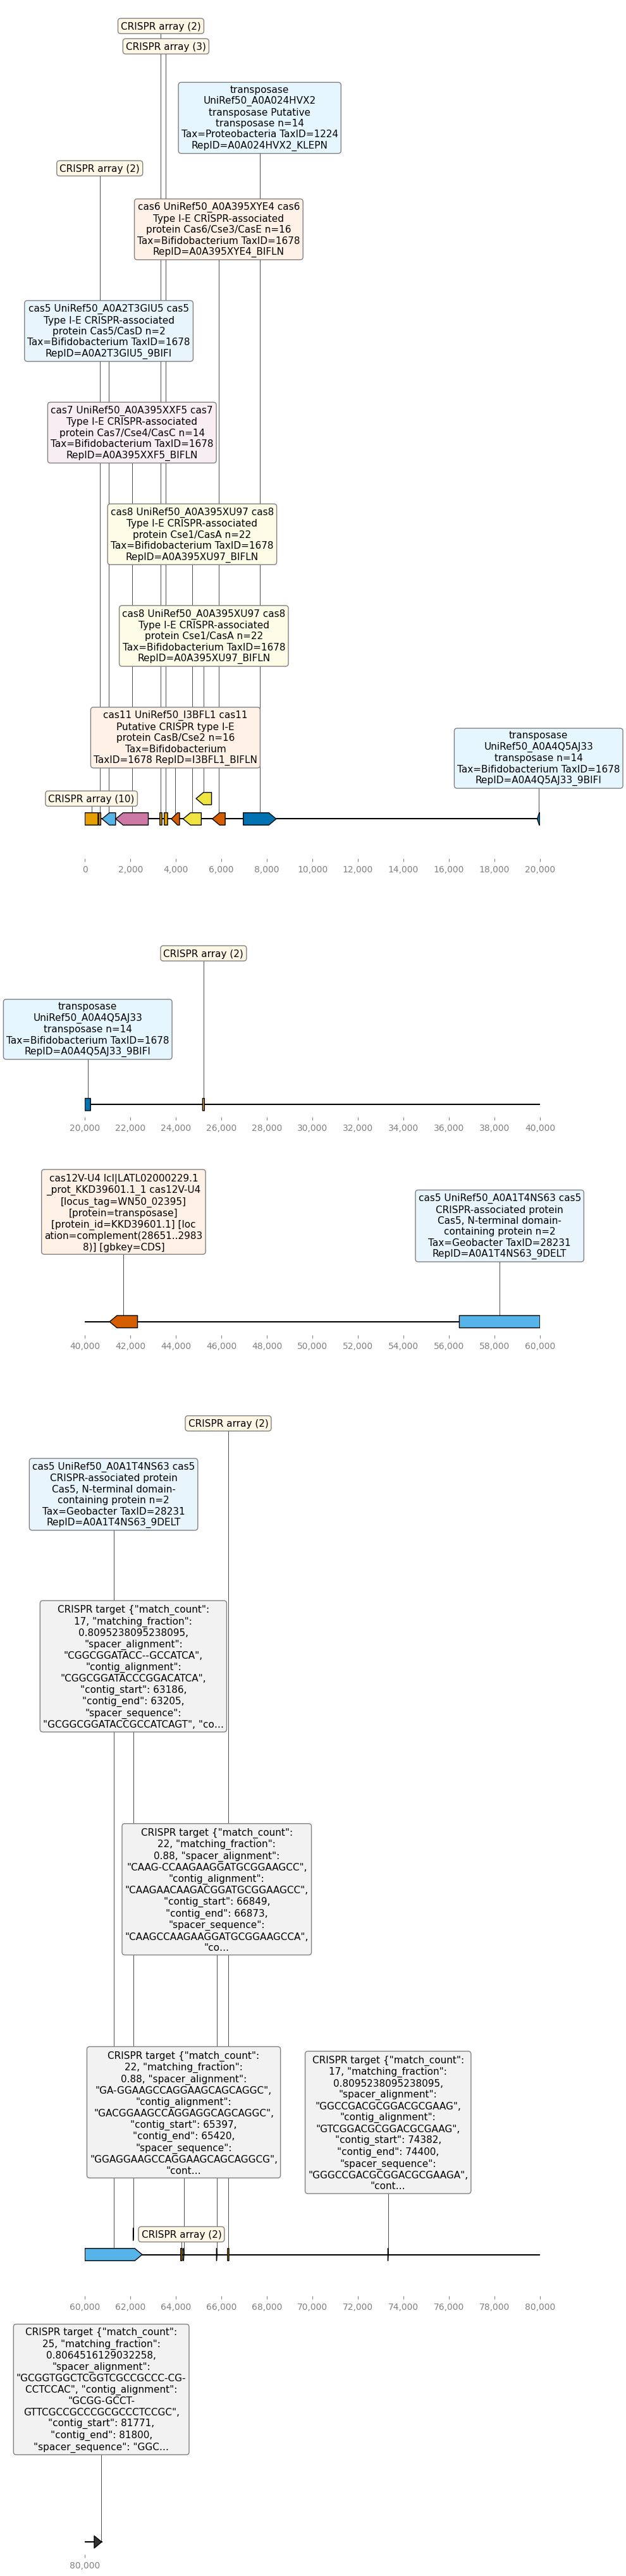 CRISPR array (2)
CRISPR array (3)
transposase
UniRef50_A0A024HVX2
transposase Putative
transposase n=14
Tax=Proteobacteria TaxID=1224
RepID=A0A024HVX2_KLEPN
CRISPR array (2)
cas6 UniRef50_A0A395XYE4 cas6
Type I-E CRISPR-associated
protein Cas6/Cse3/CasE n=16
Tax=Bifidobacterium TaxID=1678
RepID=A0A395XYE4_BIFLN
cas5 UniRef50_A0A2T3GIU5 cas5
Type I-E CRISPR-associated
protein Cas5/CasD n=2
Tax=Bifidobacterium TaxID=1678
RepID=A0A2T3GIU5_9BIFI
cas7 UniRef50_A0A395XXF5 cas7
Type I-E CRISPR-associated
protein Cas7/Cse4/CasC n=14
Tax=Bifidobacterium TaxID=1678
RepID=A0A395XXF5_BIFLN
cas8 UniRef50_A0A395XU97 cas8
Type I-E CRISPR-associated
protein Cse1/CasA n=22
Tax=Bifidobacterium TaxID=1678
RepID=A0A395XU97_BIFLN
cas8 UniRef50_A0A395XU97 cas8
Type I-E CRISPR-associated
protein Cse1/CasA n=22
Tax=Bifidobacterium TaxID=1678
RepID=A0A395XU97_BIFLN
cas11 UniRef50_I3BFL1 cas11
Putative CRISPR type I-E
protein CasB/Cse2 n=16
Tax=Bifidobacterium
TaxID=1678 RepID=I3BFL1_BIFLN
transposase
UniRef50_A0A4Q5AJ33
transposase n=14
Tax=Bifidobacterium TaxID=1678
RepID=A0A4Q5AJ33_9BIFI
CRISPR array (10)
0 2,000 4,000 6,000 8,000 10,000 12,000 14,000 16,000 18,000 20,000
CRISPR array (2)
transposase
UniRef50_A0A4Q5AJ33
transposase n=14
Tax=Bifidobacterium TaxID=1678
RepID=A0A4Q5AJ33_9BIFI
20,000 22,000 24,000 26,000 28,000 30,000 32,000 34,000 36,000 38,000 40,000
cas12V-U4 lcl|LATL02000229.1
_prot_KKD39601.1_1 cas12V-U4
[locus_tag=WN50_02395]
[protein=transposase]
[protein_id=KKD39601.1] [loc
ation=complement(28651..2983
8)] [gbkey=CDS]
cas5 UniRef50_A0A1T4NS63 cas5
CRISPR-associated protein
Cas5, N-terminal domain-
containing protein n=2
Tax=Geobacter TaxID=28231
RepID=A0A1T4NS63_9DELT
40,000 42,000 44,000 46,000 48,000 50,000 52,000 54,000 56,000 58,000 60,000
CRISPR array (2)
cas5 UniRef50_A0A1T4NS63 cas5
CRISPR-associated protein
Cas5, N-terminal domain-
containing protein n=2
Tax=Geobacter TaxID=28231
RepID=A0A1T4NS63_9DELT
CRISPR target {"match_count":
17, "matching_fraction":
0.8095238095238095,
"spacer_alignment":
"CGGCGGATACC--GCCATCA",
"contig_alignment":
"CGGCGGATACCCGGACATCA",
"contig_start": 63186,
"contig_end": 63205,
"spacer_sequence":
"GCGGCGGATACCGCCATCAGT", "co...
CRISPR target {"match_count":
22, "matching_fraction":
0.88, "spacer_alignment":
"CAAG-CCAAGAAGGATGCGGAAGCC",
"contig_alignment":
"CAAGAACAAGACGGATGCGGAAGCC",
"contig_start": 66849,
"contig_end": 66873,
"spacer_sequence":
"CAAGCCAAGAAGGATGCGGAAGCCA",
"co...
CRISPR target {"match_count":
22, "matching_fraction":
0.88, "spacer_alignment":
"GA-GGAAGCCAGGAAGCAGCAGGC",
"contig_alignment":
"GACGGAAGCCAGGAGGCAGCAGGC",
"contig_start": 65397,
"contig_end": 65420,
"spacer_sequence":
"GGAGGAAGCCAGGAAGCAGCAGGCG",
"cont...
CRISPR target {"match_count":
17, "matching_fraction":
0.8095238095238095,
"spacer_alignment":
"GGCCGACGCGGACGCGAAG",
"contig_alignment":
"GTCGGACGCGGACGCGAAG",
"contig_start": 74382,
"contig_end": 74400,
"spacer_sequence":
"GGGCCGACGCGGACGCGAAGA",
"cont...
CRISPR array (2)
60,000 62,000 64,000 66,000 68,000 70,000 72,000 74,000 76,000 78,000 80,000
CRISPR target {"match_count":
25, "matching_fraction":
0.8064516129032258,
"spacer_alignment":
"GCGGTGGCTCGGTCGCCGCCC-CG-
CCTCCAC", "contig_alignment":
"GCGG-GCCT-
GTTCGCCGCCCGCGCCCTCCGC",
"contig_start": 81771,
"contig_end": 81800,
"spacer_sequence": "GGC...
80,000